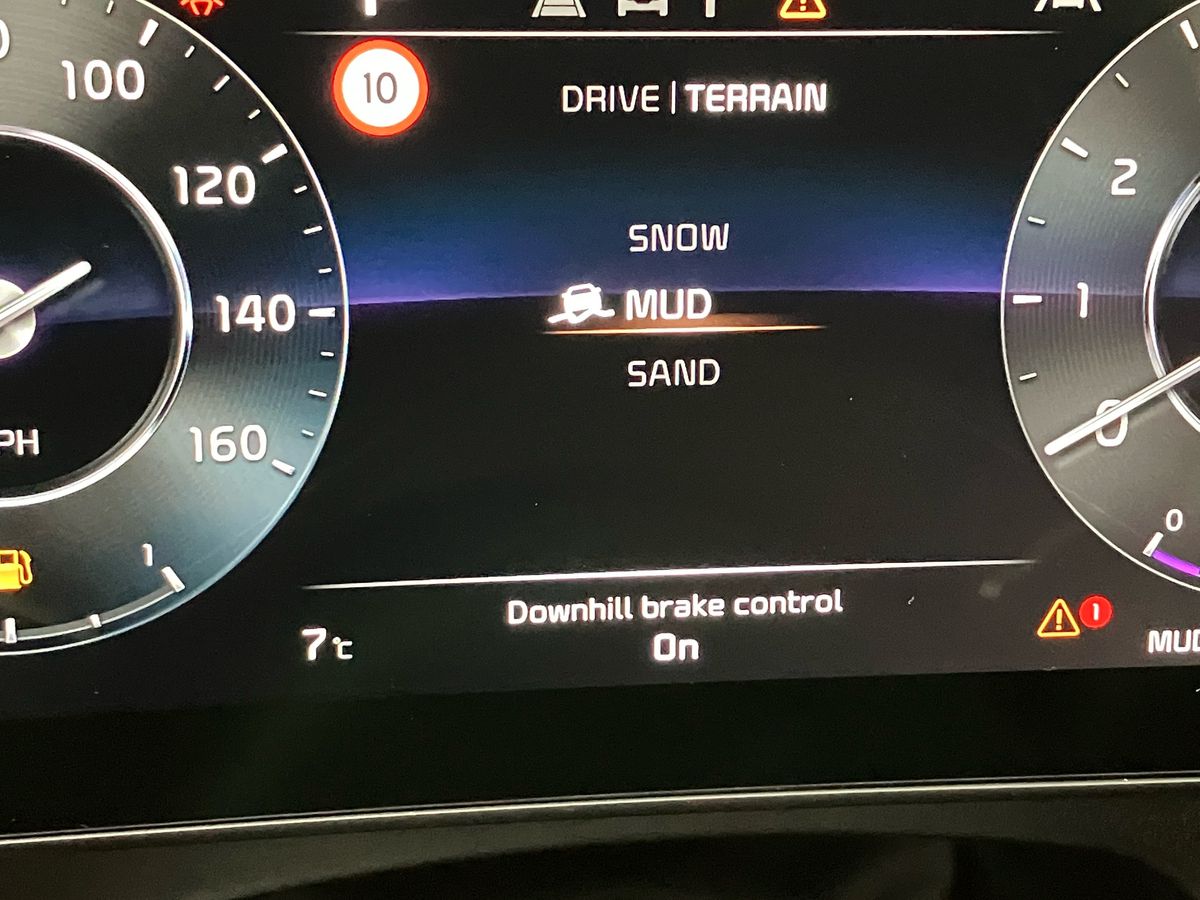 100
120
140
160
PH
1
10
DRIVE | TERRAIN
SNOW
MUD
SAND
Downhill brake control
On
7°C
2
1
0
0
1
MUD